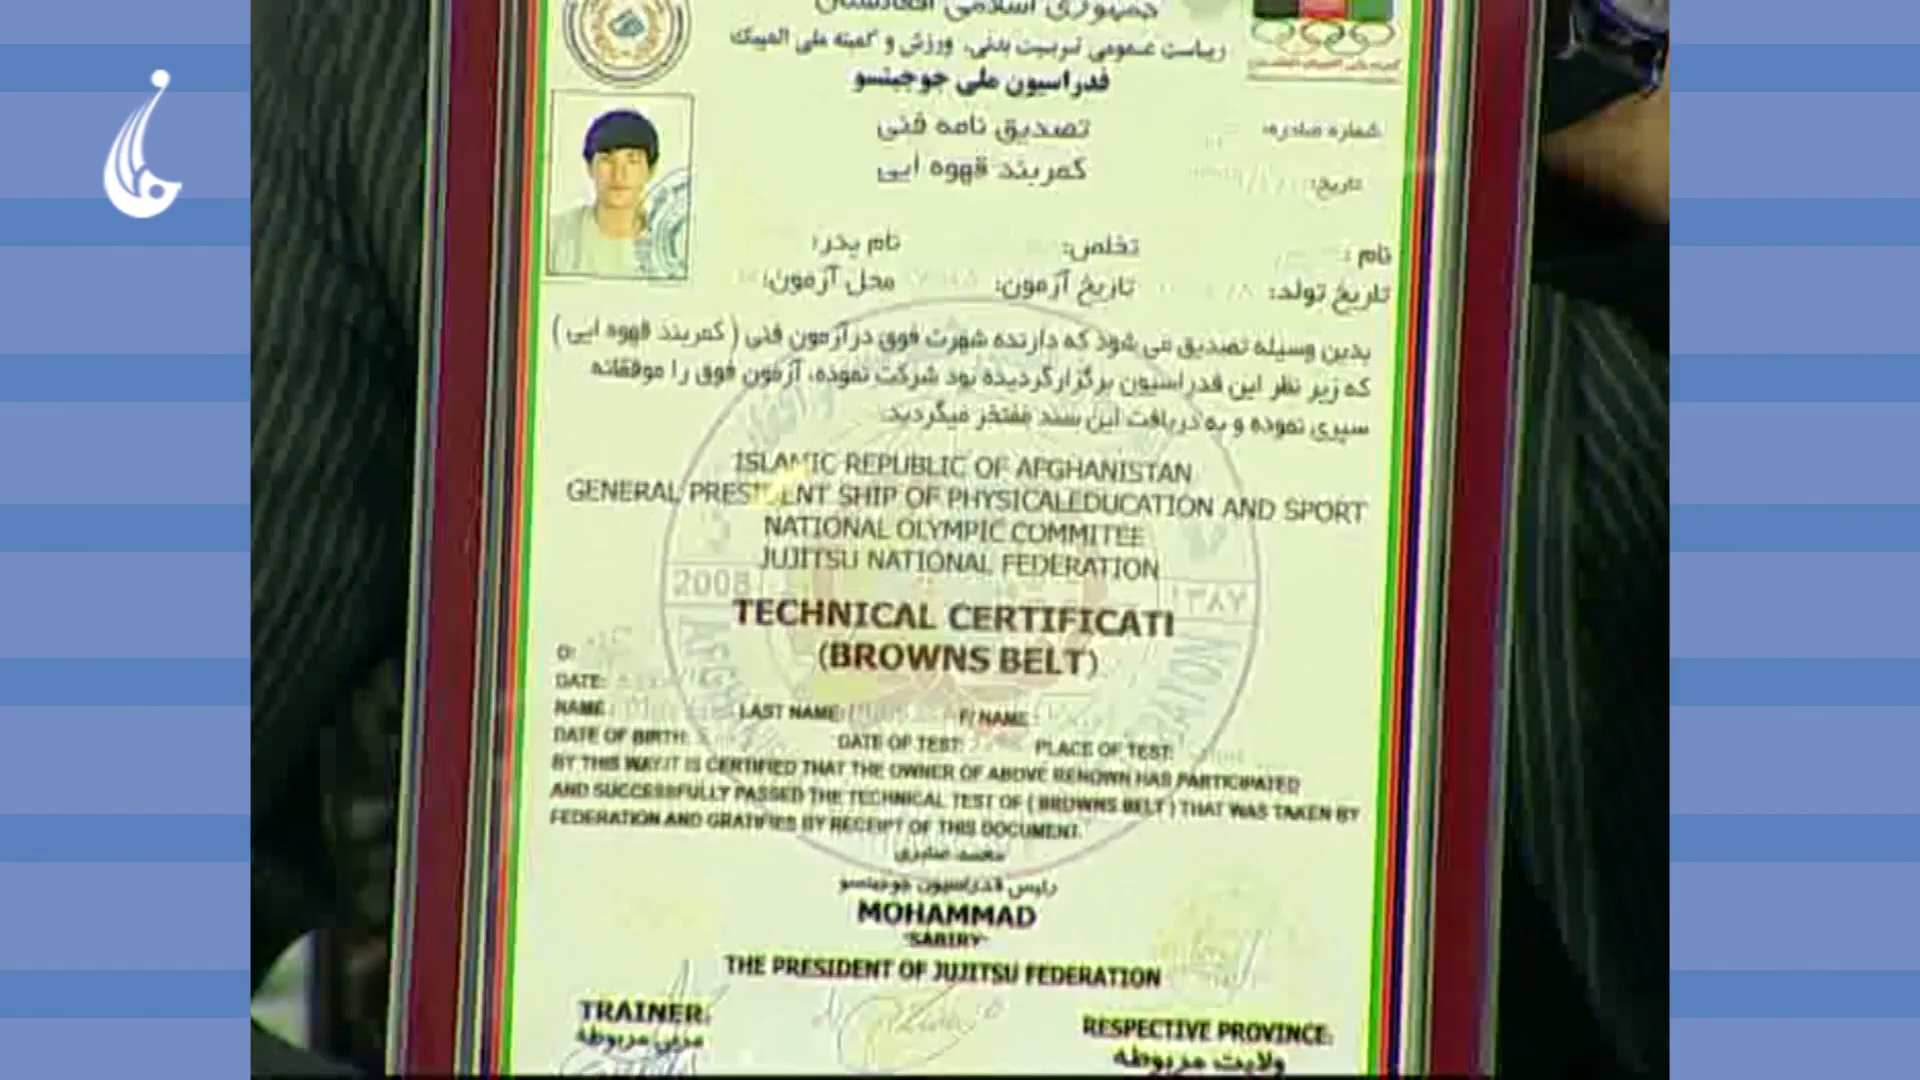 جمهوری اسلامی افغانستان
ریاست عمومی تربیت بدنی، ورزش و کمیته ملی المپیک
فدراسیون ملی جوجیتسو
تصدیق نامه فنی
شماره صادره:
کمربند قهوه ایی
تاریخ:
نام : تخلص: نام پدر:
تاریخ تولد: تاریخ آزمون: محل آزمون:
بدین وسیله تصدیق می شود که دارنده شهرت فوق درآزمون فنی ( کمربند قهوه ایی )
که زیر نظر این فدراسیون برگزارگردیده بود شرکت نموده، آزمون فوق را موفقانه
سپری نموده و به دریافت این سند مفتخر میگردید.
ISLAMIC REPUBLIC OF AFGHANISTAN
GENERAL PRESIDENT SHIP OF PHYSICALEDUCATION AND SPORT
NATIONAL OLYMPIC COMMITEE
JUJITSU NATIONAL FEDERATION
2008 ۱۳۸۷
TECHNICAL CERTIFICATI
(BROWNS BELT)
D:
DATE:
NAME : LAST NAME: F/ NAME :
DATE OF BIRTH: DATE OF TEST: PLACE OF TEST:
BY THIS WAY.IT IS CERTIFIED THAT THE OWNER OF ABOVE RENOWN HAS PARTICIPATED
AND SUCCESSFULLY PASSED THE TECHNICAL TEST OF ( BROWNS BELT ) THAT WAS TAKEN BY
FEDERATION AND GRATIFIES BY RECEIPT OF THIS DOCUMENT.
محمد صابری
رئیس فدراسیون جوجیتسو
MOHAMMAD
"SABIRY"
THE PRESIDENT OF JUJITSU FEDERATION
TRAINER: RESPECTIVE PROVINCE:
مربی مربوطه ولایت مربوطه